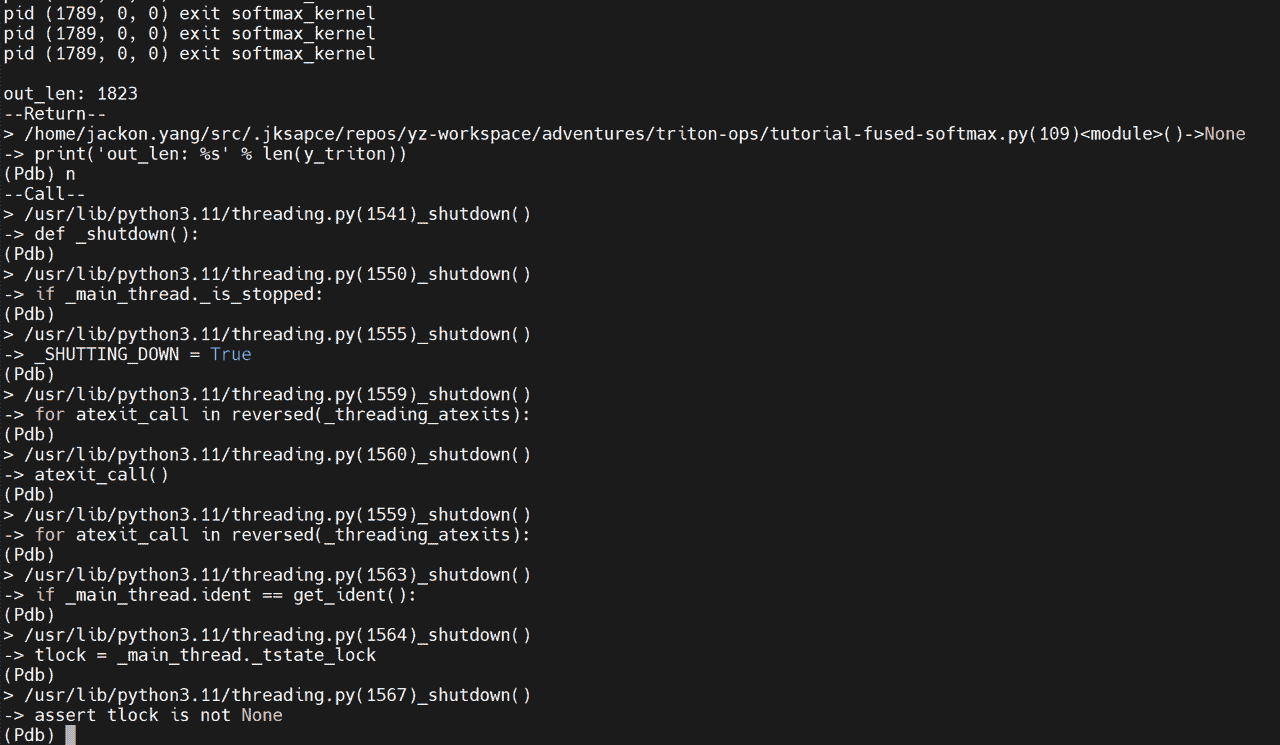 pid (1789, 0, 0) exit softmax_kernel
pid (1789, 0, 0) exit softmax_kernel
pid (1789, 0, 0) exit softmax_kernel
out_len: 1823
--Return--
> /home/jackon.yang/src/.jksapce/repos/yz-workspace/adventures/triton-ops/tutorial-fused-softmax.py(109)<module>()->None
-> print('out_len: %s' % len(y_triton))
(Pdb) n
--Call--
> /usr/lib/python3.11/threading.py(1541)_shutdown()
-> def _shutdown():
(Pdb)
> /usr/lib/python3.11/threading.py(1550)_shutdown()
-> if _main_thread._is_stopped:
(Pdb)
> /usr/lib/python3.11/threading.py(1555)_shutdown()
-> _SHUTTING_DOWN = True
(Pdb)
> /usr/lib/python3.11/threading.py(1559)_shutdown()
-> for atexit_call in reversed(_threading_atexits):
(Pdb)
> /usr/lib/python3.11/threading.py(1560)_shutdown()
-> atexit_call()
(Pdb)
> /usr/lib/python3.11/threading.py(1559)_shutdown()
-> for atexit_call in reversed(_threading_atexits):
(Pdb)
> /usr/lib/python3.11/threading.py(1563)_shutdown()
-> if _main_thread.ident == get_ident():
(Pdb)
> /usr/lib/python3.11/threading.py(1564)_shutdown()
-> tlock = _main_thread._tstate_lock
(Pdb)
> /usr/lib/python3.11/threading.py(1567)_shutdown()
-> assert tlock is not None
(Pdb)